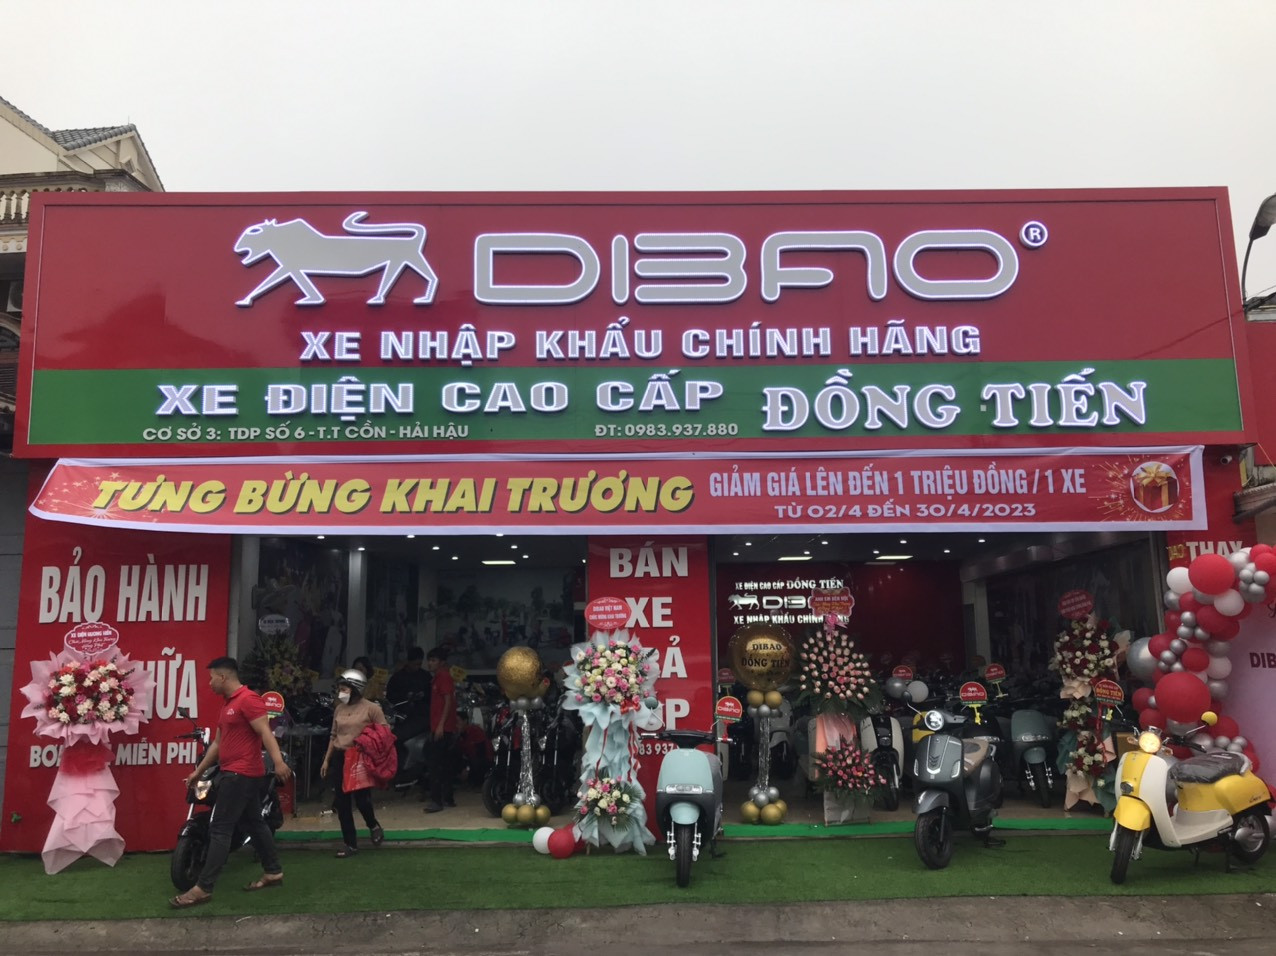 DIBAO ®
XE NHẬP KHẨU CHÍNH HÃNG
XE ĐIỆN CAO CẤP ĐỒNG TIẾN
CƠ SỞ 3: TDP SỐ 6 - T.T CỒN - HẢI HẬU
ĐT: 0983.937.880
TƯNG BỪNG KHAI TRƯƠNG
GIẢM GIÁ LÊN ĐẾN 1 TRIỆU ĐỒNG/1 XE
TỪ 02/4 ĐẾN 30/4/2023
BẢO HÀNH
MIỄN PHÍ
BÁN
XE
XE ĐIỆN CAO CẤP ĐỒNG TIẾN
XE NHẬP KHẨU CHÍNH
DIBAO
ĐỒNG TIẾN
THAY
DIB